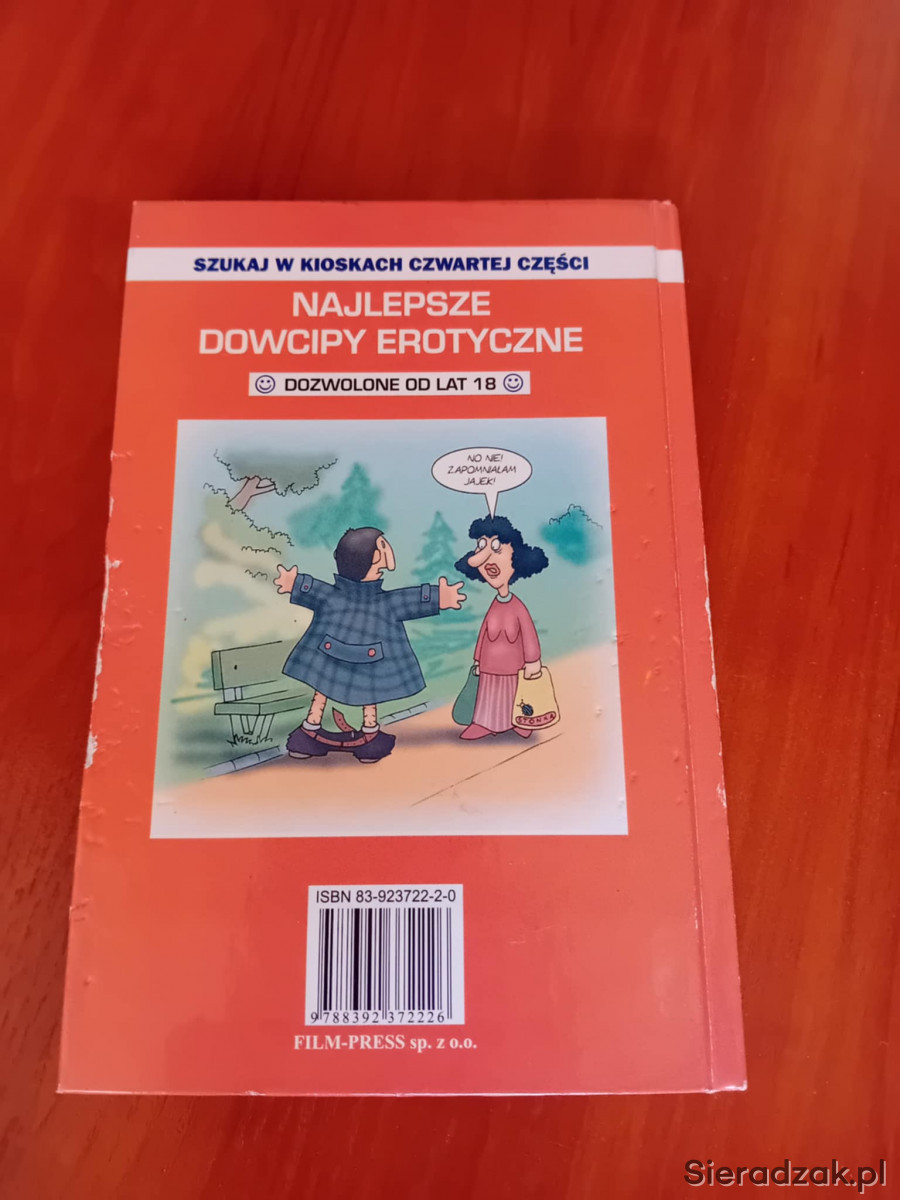 SZUKAJ W KIOSKACH CZWARTEJ CZĘŚCI
NAJLEPSZE
DOWCIPY EROTYCZNE
DOZWOLONE OD LAT 18
NO NIE!
ZAPOMNIAŁAM
JAJEK!
STONKA
ISBN 83-923722-2-0
9 788392 372226
FILM-PRESS sp. z o.o.
Sieradzak.pl